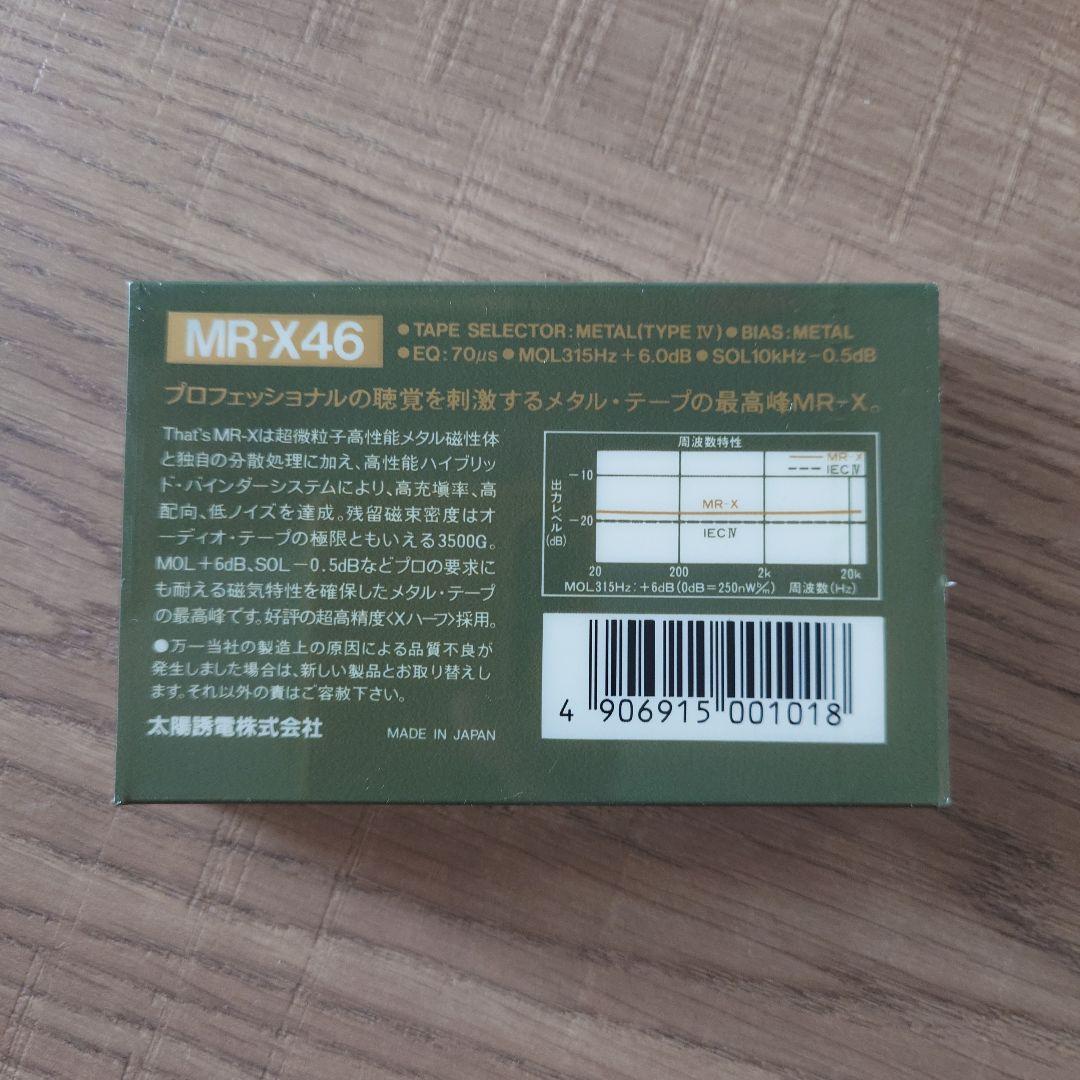 MR-X46
●TAPE SELECTOR:METAL(TYPE Ⅳ)●BIAS:METAL
●EQ:70μs●MOL315Hz+6.0dB●SOL10kHz−0.5dB
プロフェッショナルの聴覚を刺激するメタル・テープの最高峰MR-X。
That'sMR-Xは超微粒子高性能メタル磁性体
と独自の分散処理に加え、高性能ハイブリッ
ド・バインダーシステムにより、高充塡率、高
配向、低ノイズを達成。残留磁束密度はオ
ーディオ・テープの極限ともいえる3500G。
MOL+6dB、SOL−0.5dBなどプロの要求に
も耐える磁気特性を確保したメタル・テープ
の最高峰です。好評の超高精度〈Xハーフ〉採用。
●万一当社の製造上の原因による品質不良が
発生しました場合は、新しい製品とお取り替えし
ます。それ以外の責はご容赦下さい。
太陽誘電株式会社
MADE IN JAPAN
周波数特性
MR-X
IECⅣ
出力レベル(dB)
−10
−20
MR-X
IECⅣ
20 200 2k 20k
MOL315Hz:+6dB(0dB=250nWb/m) 周波数(Hz)
4 906915 001018